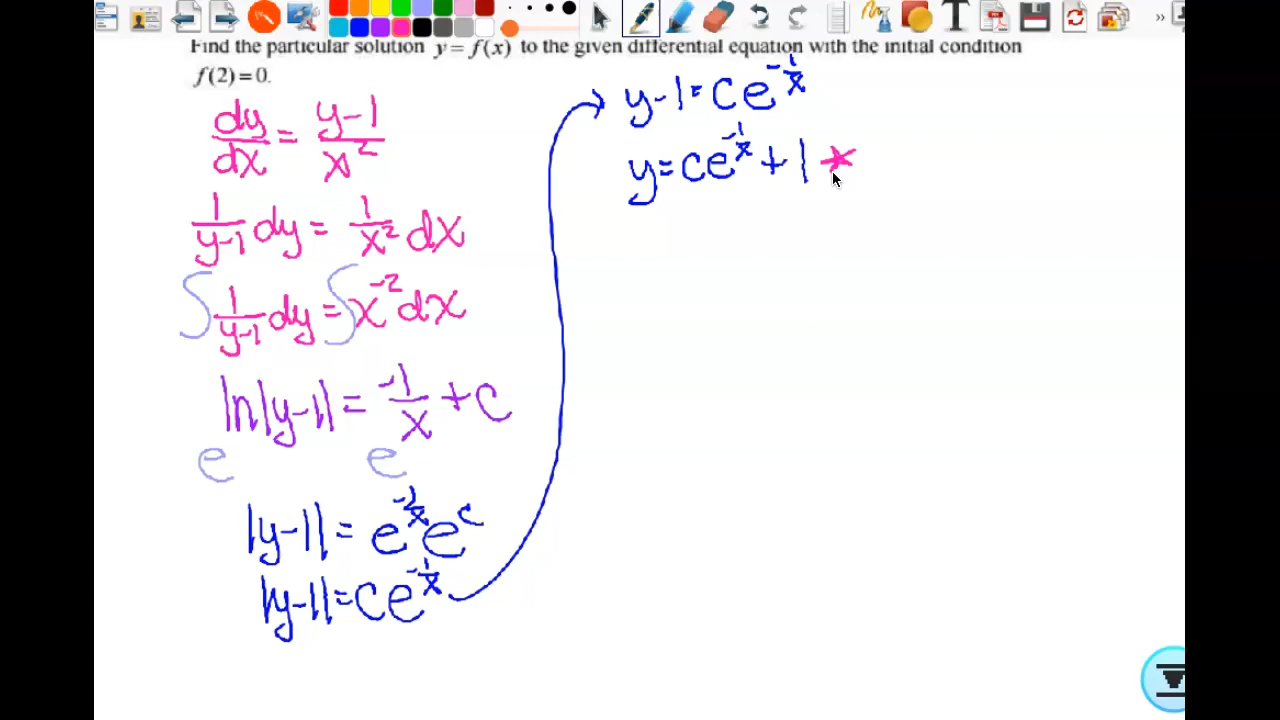 Find the particular solution y = f(x) to the given differential equation with the initial condition
f(2) = 0.
dy/dx = y-1/x²
1/y-1 dy = 1/x² dx
∫ 1/y-1 dy = ∫ x⁻² dx
ln|y-1| = -1/x + C
e e
|y-1| = e^-1/x e^c
|y-1| = Ce^-1/x
y-1 = Ce^-1/x
y = Ce^-1/x + 1 *